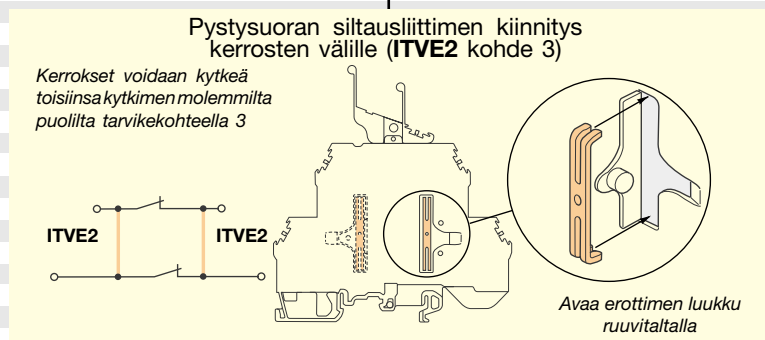 Pystysuoran siltausliittimen kiinnitys
kerrosten välille (ITVE2 kohde 3)
Kerrokset voidaan kytkeä
toisiinsa kytkimen molemmilta
puolilta tarvikekohteella 3
ITVE2 ITVE2
Avaa erottimen luukku
ruuvitaltalla